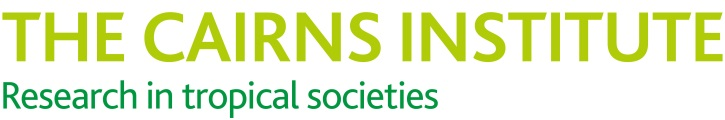 THE CAIRNS INSTITUTE
Research in tropical societies